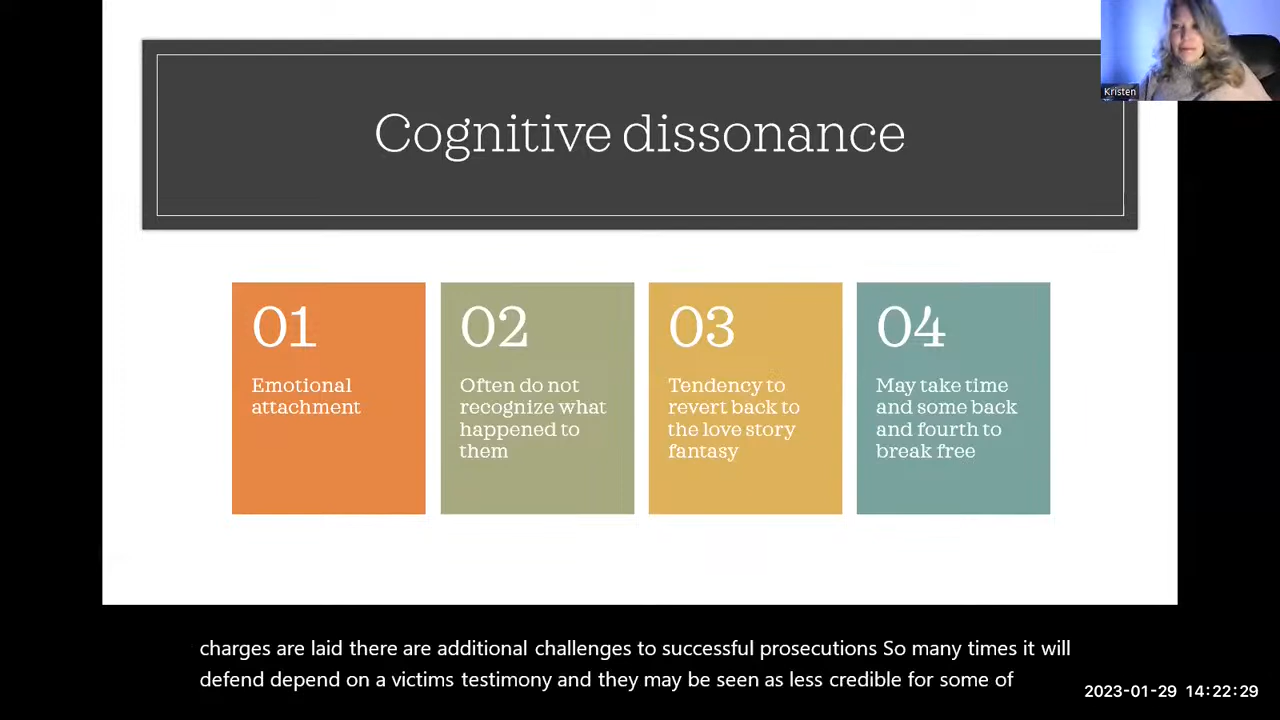 Kristen
Cognitive dissonance
01
Emotional
attachment
02
Often do not
recognize what
happened to
them
03
Tendency to
revert back to
the love story
fantasy
04
May take time
and some back
and fourth to
break free
charges are laid there are additional challenges to successful prosecutions So many times it will
defend depend on a victims testimony and they may be seen as less credible for some of
2023-01-29 14:22:29